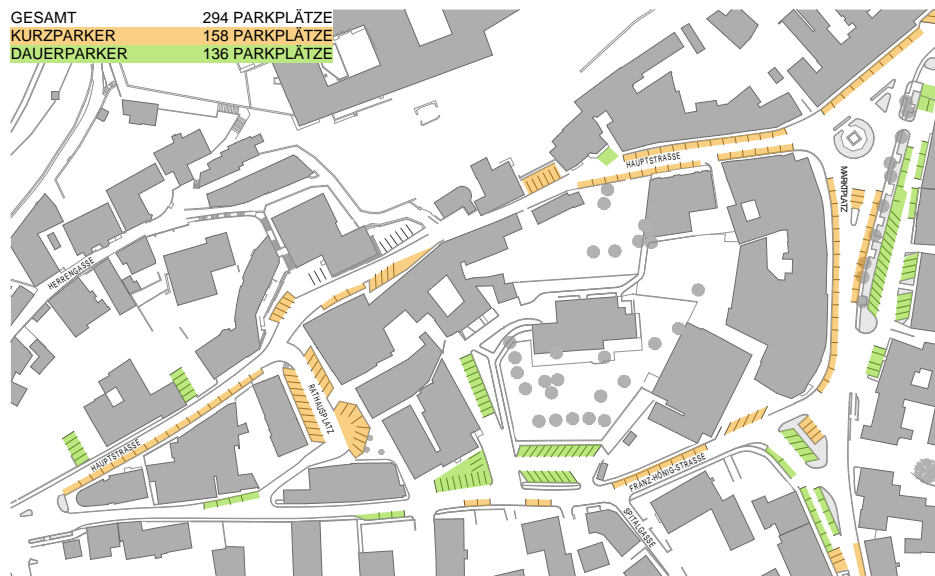 GESAMT 294 PARKPLÄTZE
KURZPARKER 158 PARKPLÄTZE
DAUERPARKER 136 PARKPLÄTZE
HAUPTSTRASSE
MARKTPLATZ
HERRENGASSE
RATHAUSPLATZ
HAUPTSTRASSE
FRANZ-HÖNIG-STRASSE
SPITALGASSE